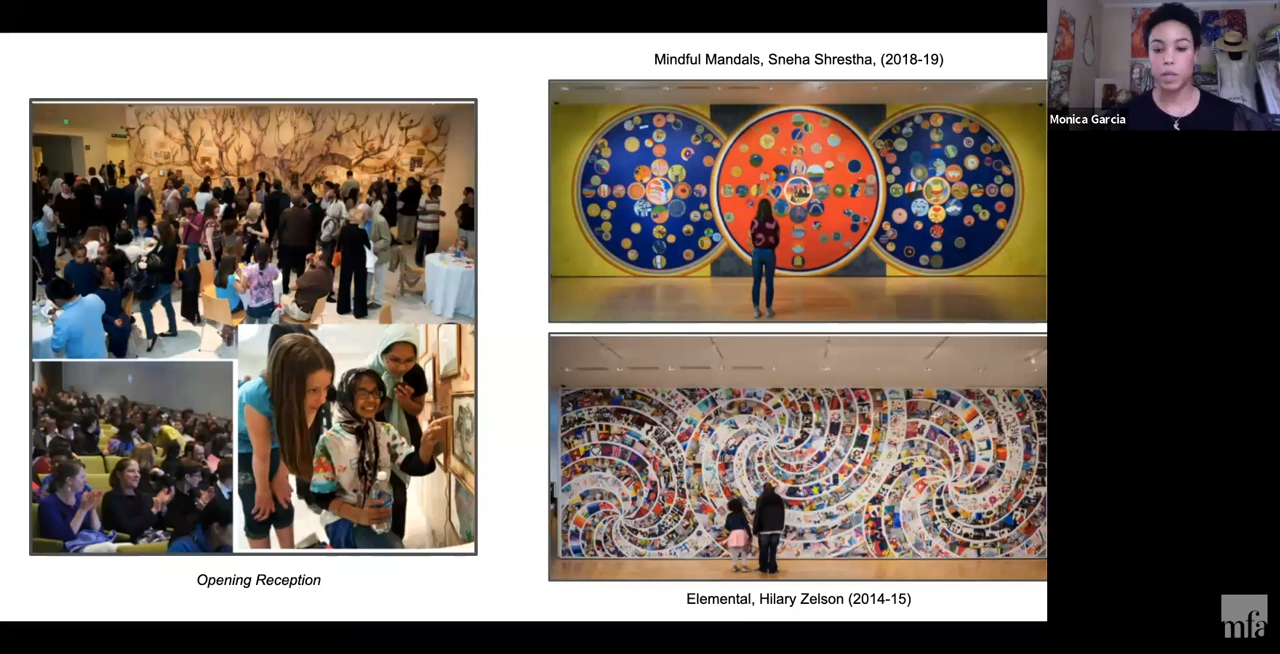 Mindful Mandals, Sneha Shrestha, (2018-19)
Monica Garcia
Opening Reception
Elemental, Hilary Zelson (2014-15)
mfa